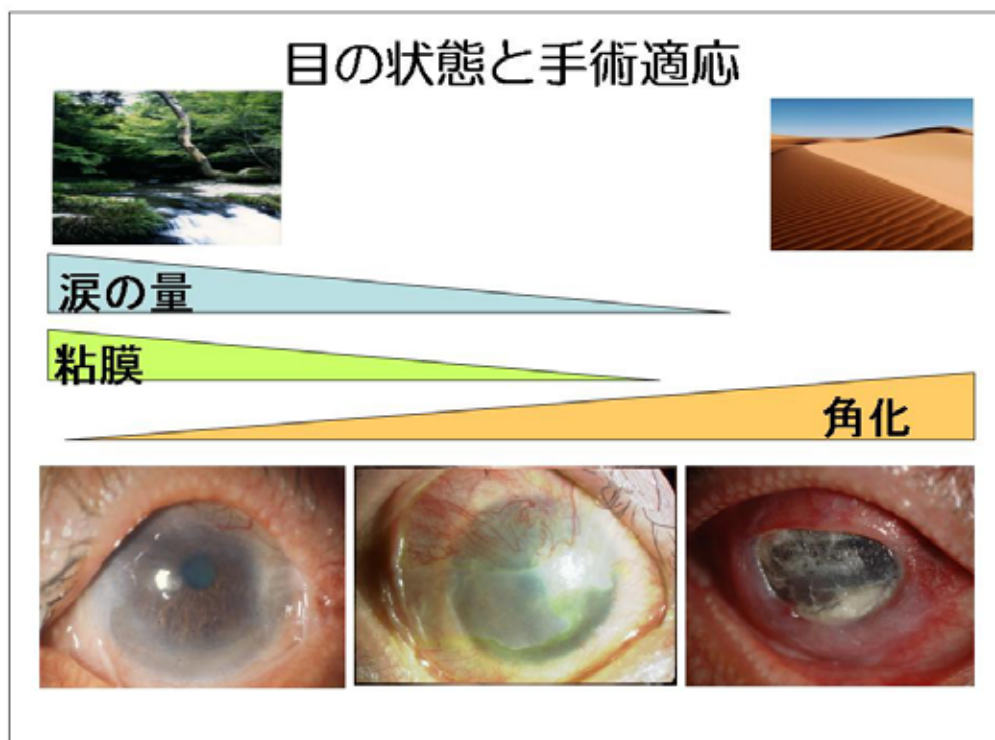 目の状態と手術適応
涙の量
粘膜
角化